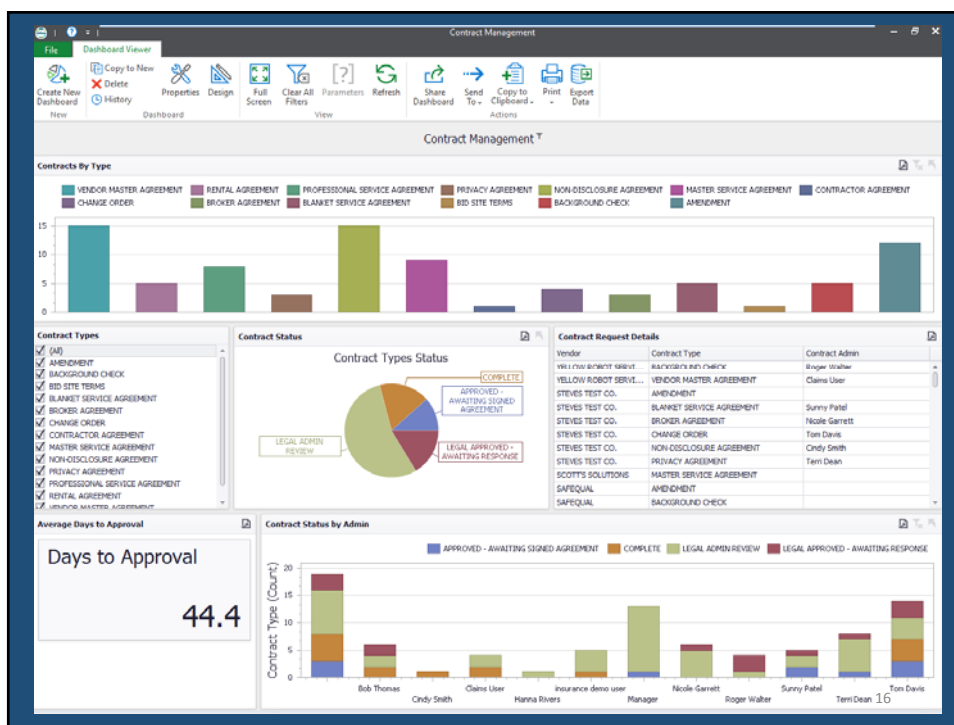 Contract Management
File Dashboard Viewer
Create New Dashboard
Copy to New
Delete
History
Properties
Design
Full Screen
Clear All Filters
[?]
Parameters
Refresh
Share Dashboard
Send To
Copy to Clipboard
Print
Export Data
New Dashboard View Actions
Contract Management
Contracts By Type
VENDOR MASTER AGREEMENT RENTAL AGREEMENT PROFESSIONAL SERVICE AGREEMENT PRIVACY AGREEMENT NON-DISCLOSURE AGREEMENT MASTER SERVICE AGREEMENT CONTRACTOR AGREEMENT
CHANGE ORDER BROKER AGREEMENT BLANKET SERVICE AGREEMENT BID SITE TERMS BACKGROUND CHECK AMENDMENT
15
10
5
0
Contract Types
(All)
AMENDMENT
BACKGROUND CHECK
BID SITE TERMS
BLANKET SERVICE AGREEMENT
BROKER AGREEMENT
CHANGE ORDER
CONTRACTOR AGREEMENT
MASTER SERVICE AGREEMENT
NON-DISCLOSURE AGREEMENT
PRIVACY AGREEMENT
PROFESSIONAL SERVICE AGREEMENT
RENTAL AGREEMENT
VENDOR MASTER AGREEMENT
Contract Status
Contract Types Status
COMPLETE
APPROVED -
AWAITING SIGNED
AGREEMENT
LEGAL ADMIN
REVIEW
LEGAL APPROVED -
AWAITING RESPONSE
Contract Request Details
Vendor Contract Type Contract Admin
YELLOW ROBOT SERVI... BACKGROUND CHECK Roger Walter
YELLOW ROBOT SERVI... VENDOR MASTER AGREEMENT Claims User
STEVES TEST CO. AMENDMENT
STEVES TEST CO. BLANKET SERVICE AGREEMENT Sunny Patel
STEVES TEST CO. BROKER AGREEMENT Nicole Garrett
STEVES TEST CO. CHANGE ORDER Tom Davis
STEVES TEST CO. NON-DISCLOSURE AGREEMENT Cindy Smith
STEVES TEST CO. PRIVACY AGREEMENT Terri Dean
SCOTT'S SOLUTIONS MASTER SERVICE AGREEMENT
SAFEQUAL AMENDMENT
SAFEQUAL BACKGROUND CHECK
Average Days to Approval
Days to Approval
44.4
Contract Status by Admin
APPROVED - AWAITING SIGNED AGREEMENT COMPLETE LEGAL ADMIN REVIEW LEGAL APPROVED - AWAITING RESPONSE
Contract Type (Count)
20
15
10
5
0
Bob Thomas Claims User insurance demo user Nicole Garrett Sunny Patel Tom Davis
Cindy Smith Hanna Rivers Manager Roger Walter Terri Dean
16